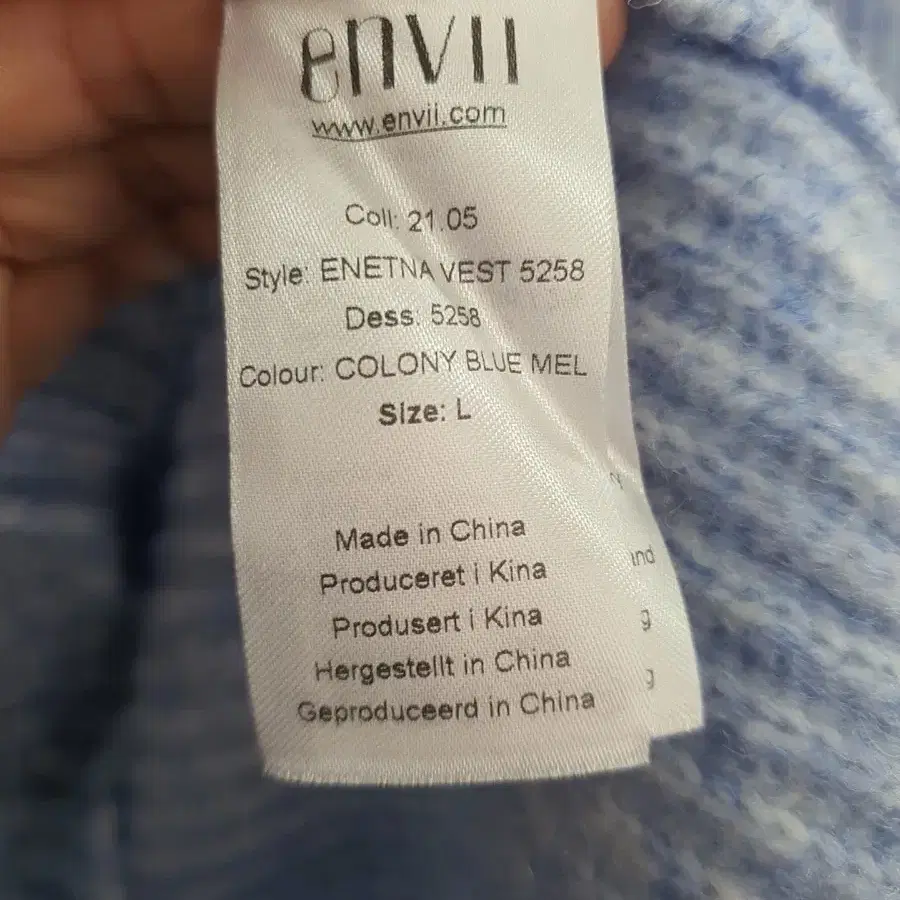 envii
www.envii.com
Coll: 21.05
Style: ENETNA VEST 5258
Dess: 5258
Colour: COLONY BLUE MEL
Size: L
Made in China
Produceret i Kina
Produsert i Kina
Hergestellt in China
Geproduceerd in China